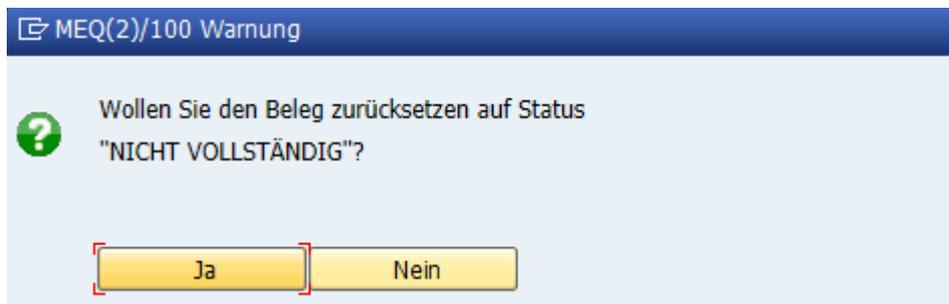 MEQ(2)/100 Warnung
Wollen Sie den Beleg zurücksetzen auf Status
"NICHT VOLLSTÄNDIG"?
Ja Nein